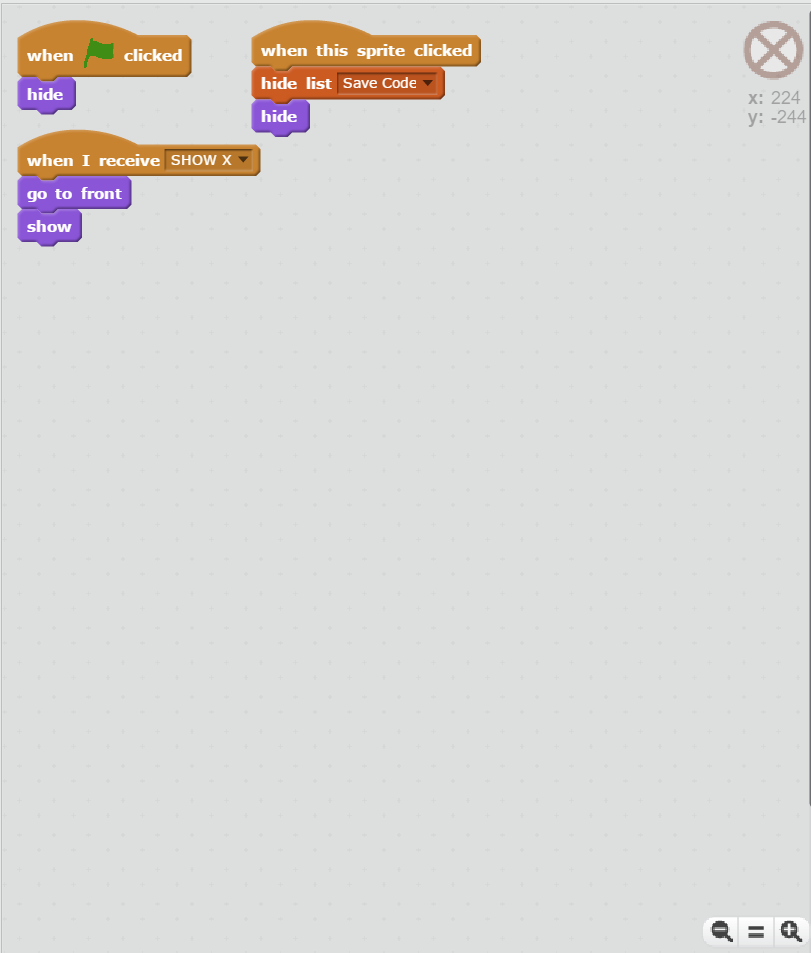 when clicked
hide
when I receive SHOW X
go to front
show
when this sprite clicked
hide list Save Code
hide
x: 224
y: -244